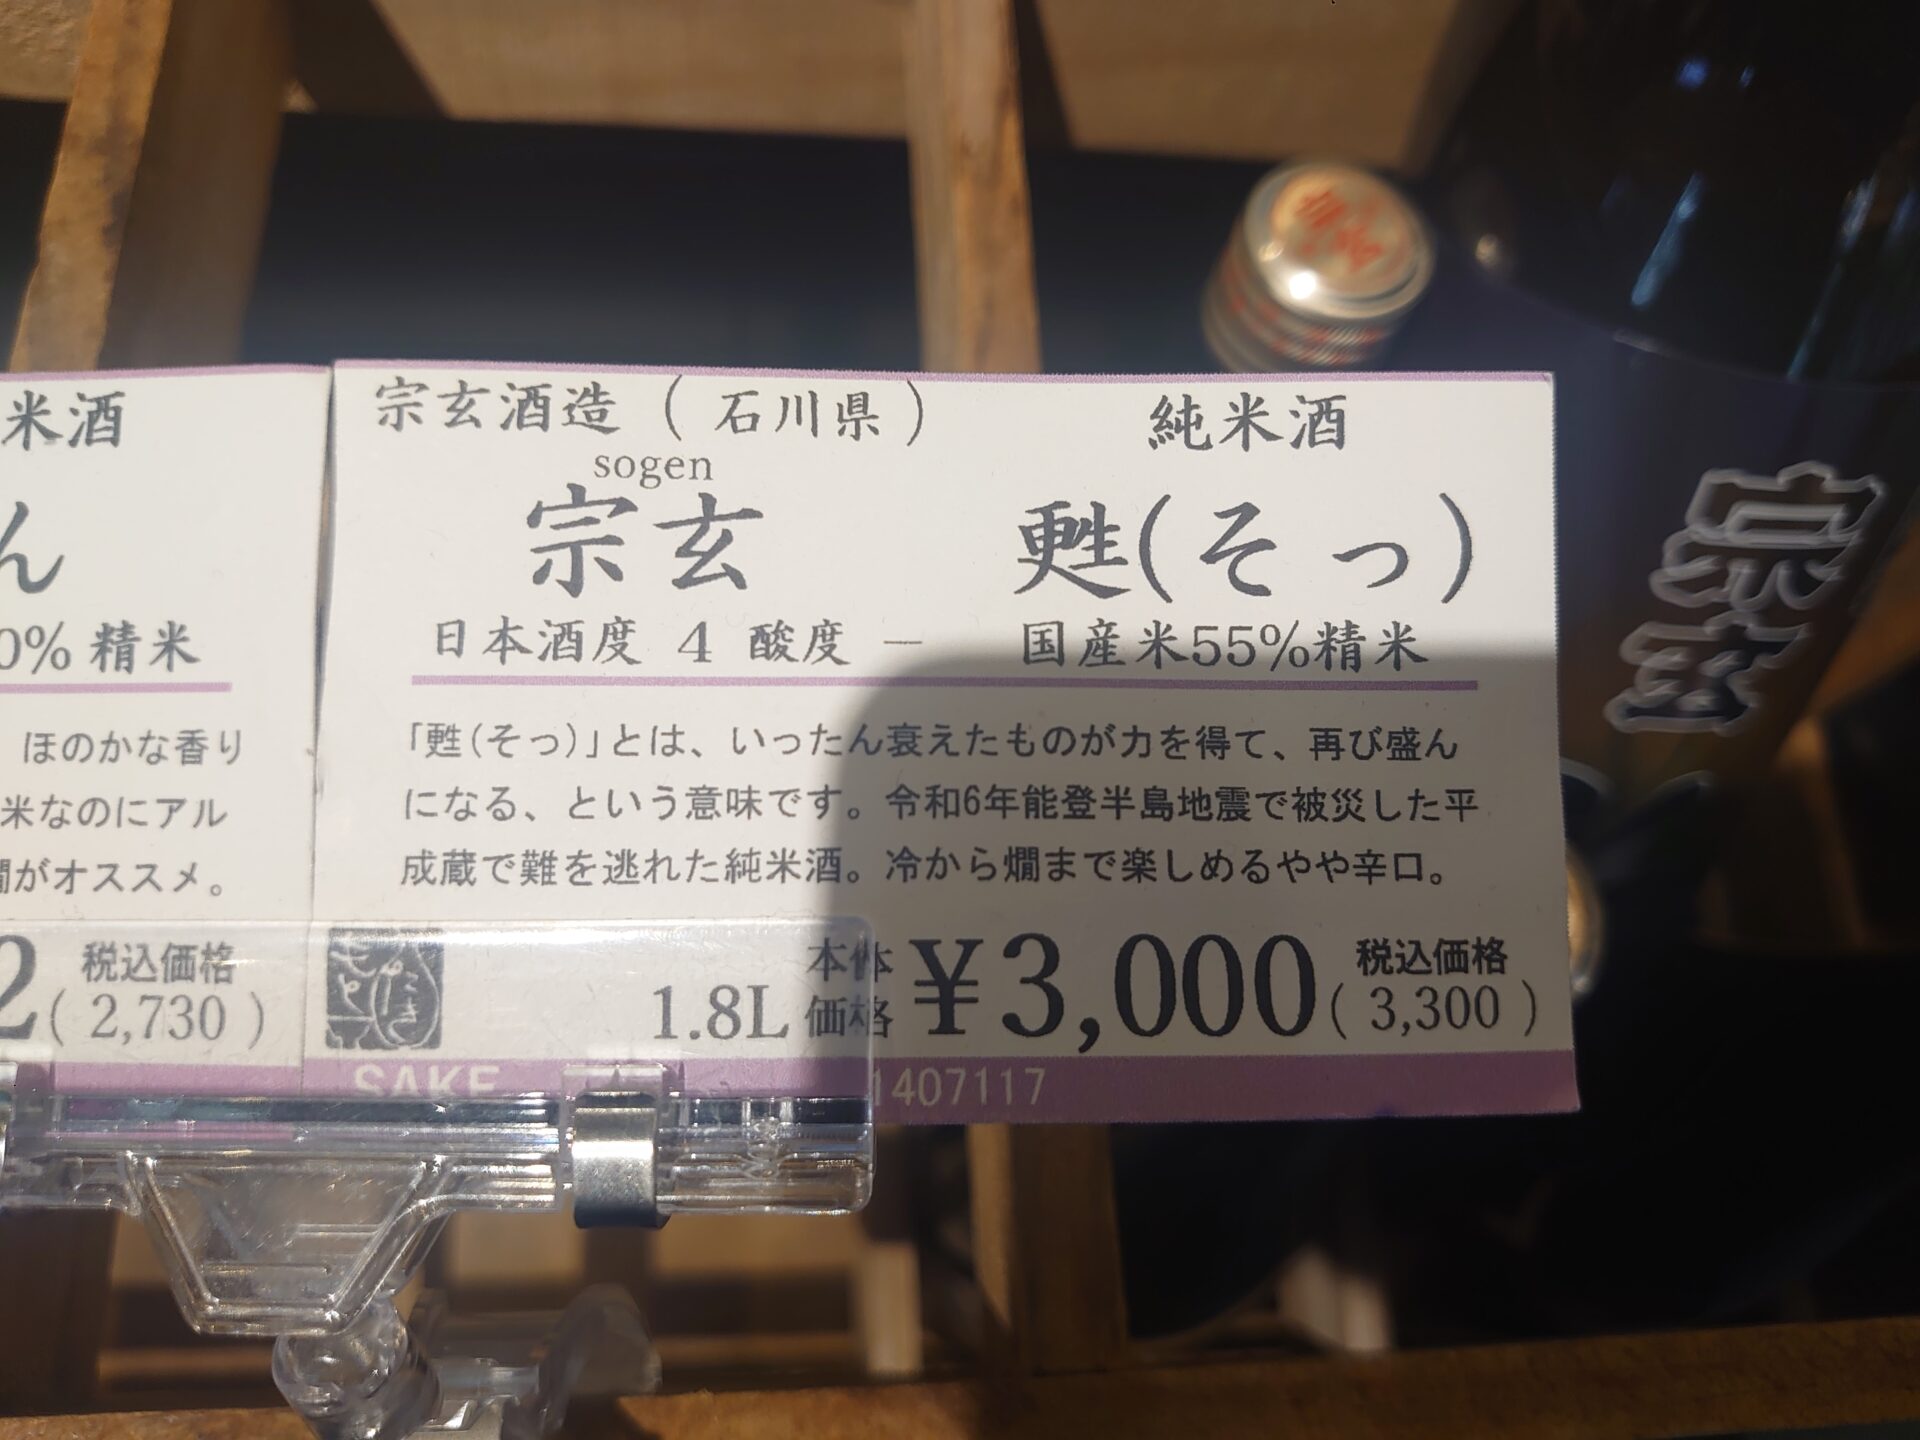 米酒
ん
0% 精米
ほのかな香り
米なのにアル
燗がオススメ。
2 税込価格
( 2,730 )
宗玄酒造 ( 石川県 ) 純米酒
sogen
宗玄 甦(そっ)
日本酒度 4 酸度 － 国産米55%精米
「甦(そっ)」とは、いったん衰えたものが力を得て、再び盛ん
になる、という意味です。令和6年能登半島地震で被災した平
成蔵で難を逃れた純米酒。冷から燗まで楽しめるやや辛口。
1.8L 本体価格 ¥3,000 税込価格
( 3,300 )
SAKE 1407117
宗玄